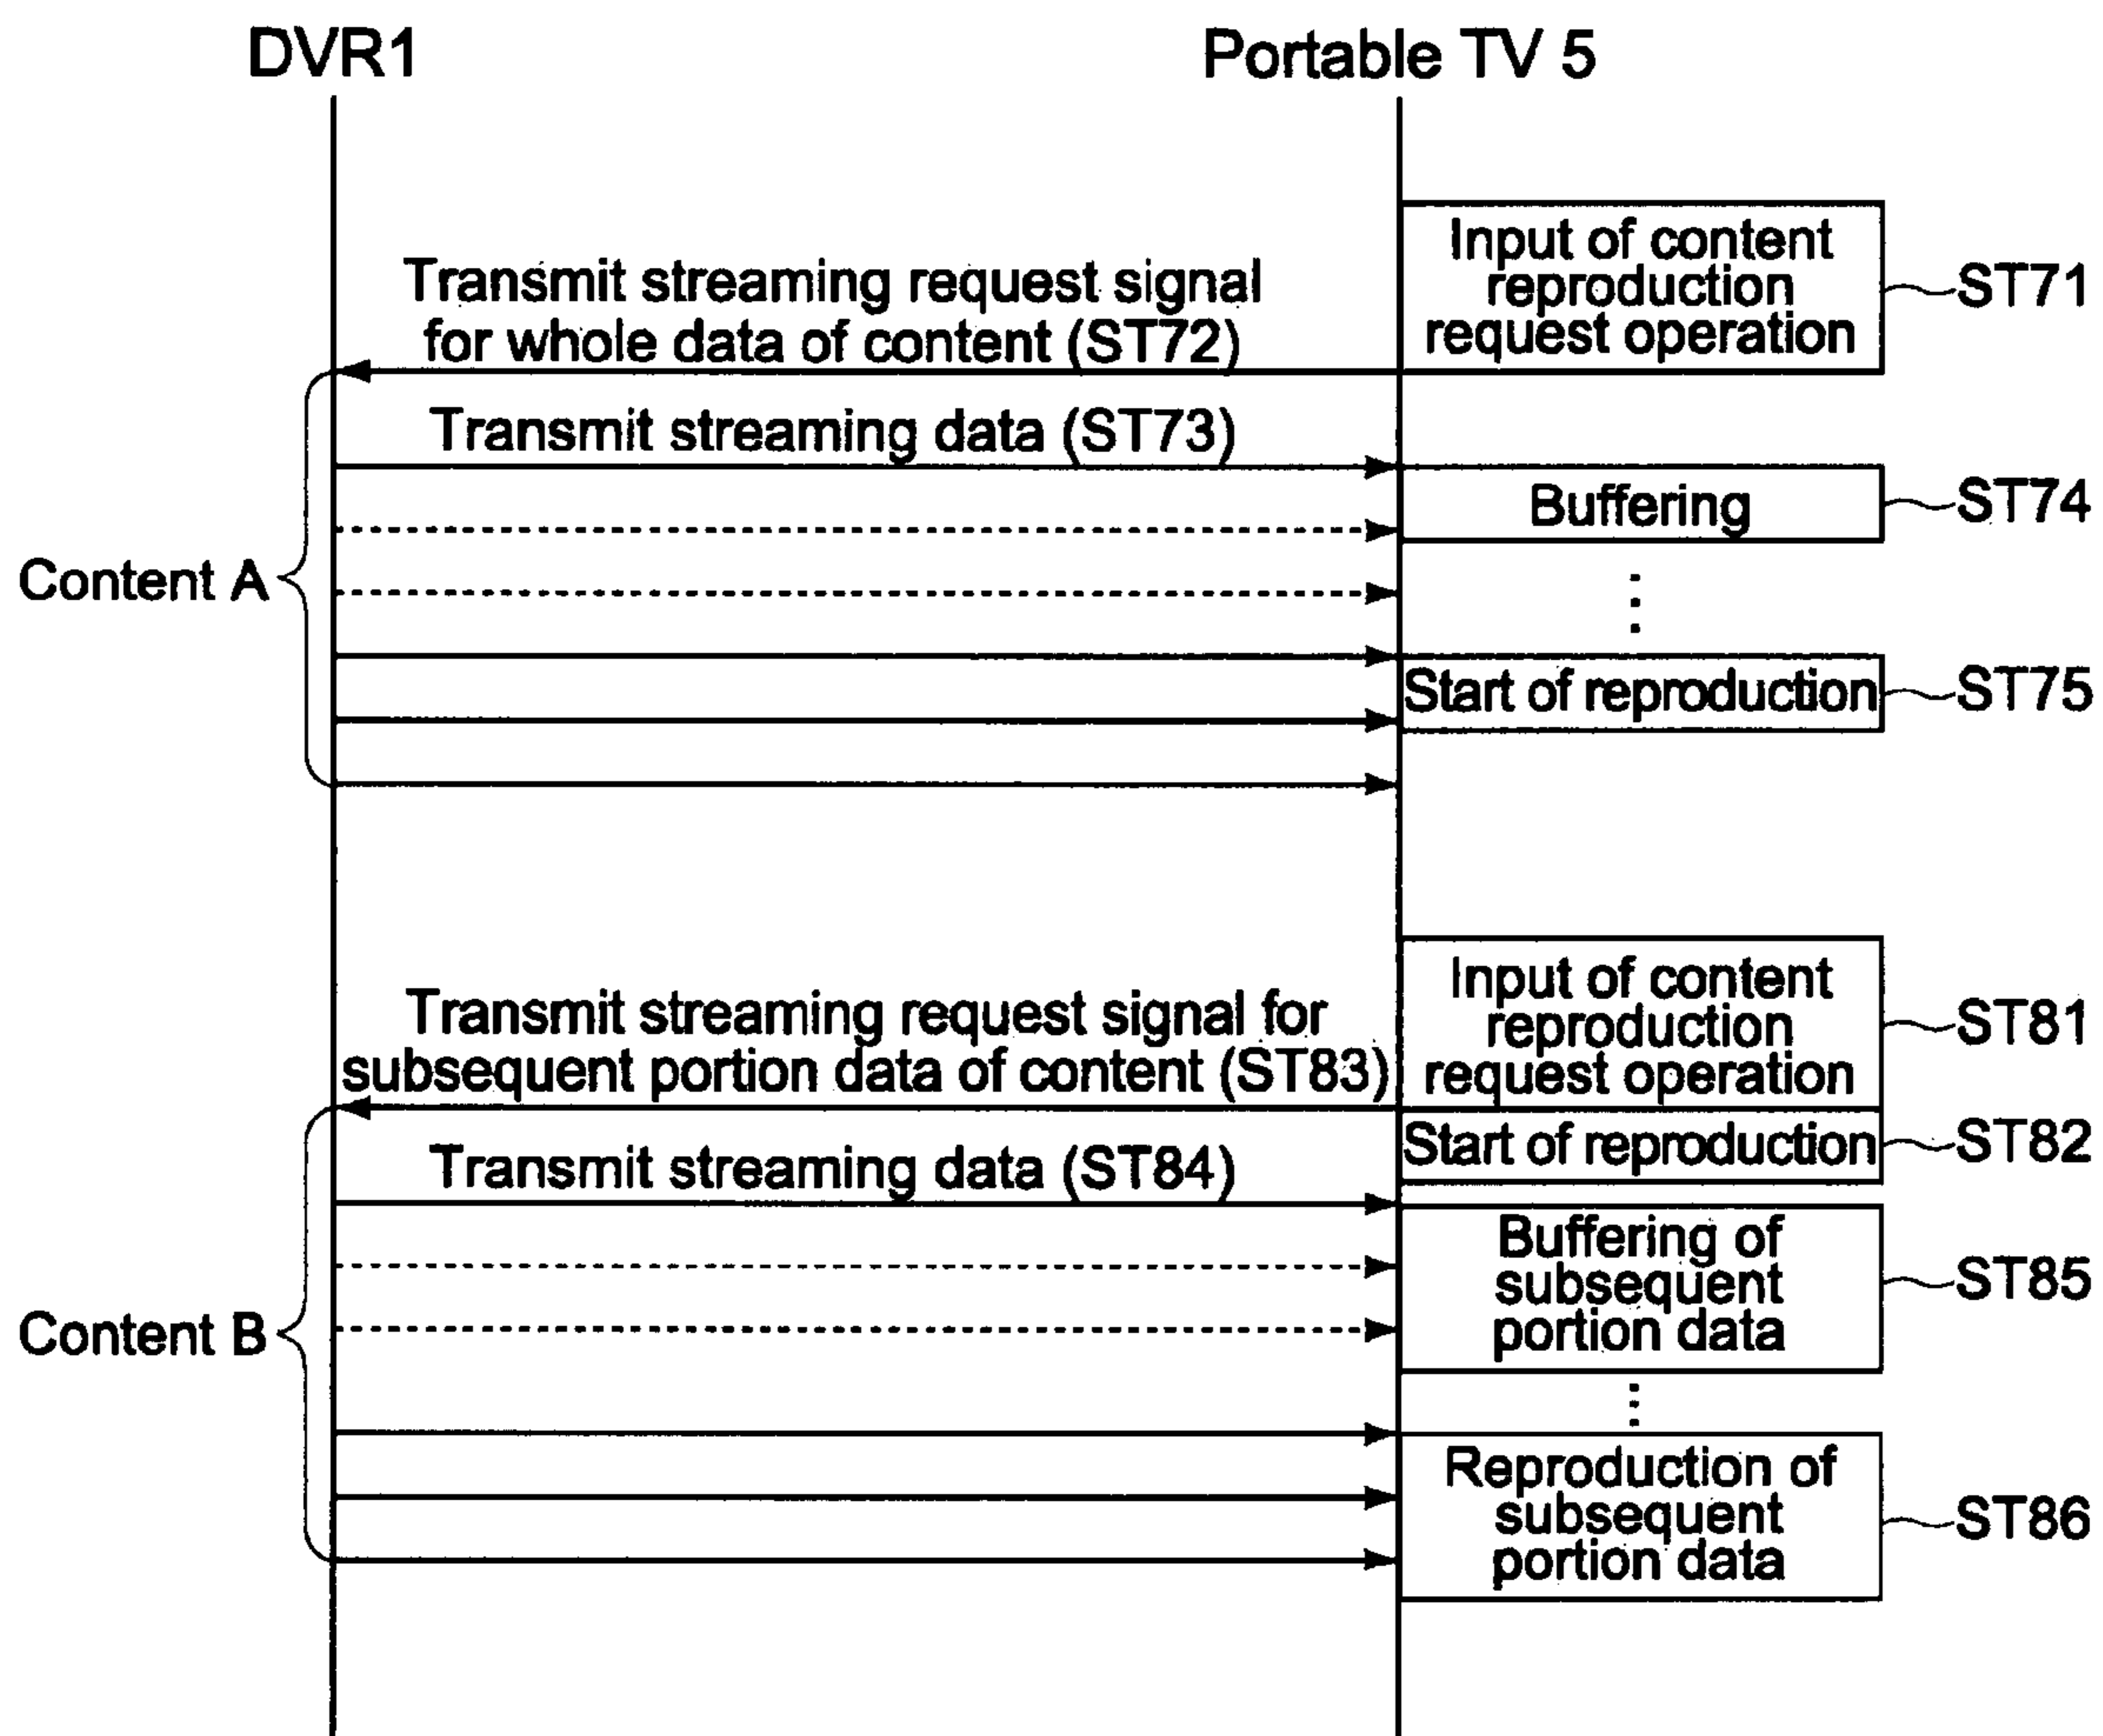 DVR1
Portable TV 5
Input of content
reproduction
request operation
ST71
Transmit streaming request signal
for whole data of content (ST72)
Transmit streaming data (ST73)
Buffering
ST74
Content A
Start of reproduction
ST75
Input of content
reproduction
request operation
ST81
Transmit streaming request signal for
subsequent portion data of content (ST83)
Start of reproduction
ST82
Transmit streaming data (ST84)
Buffering of
subsequent
portion data
ST85
Content B
Reproduction of
subsequent
portion data
ST86